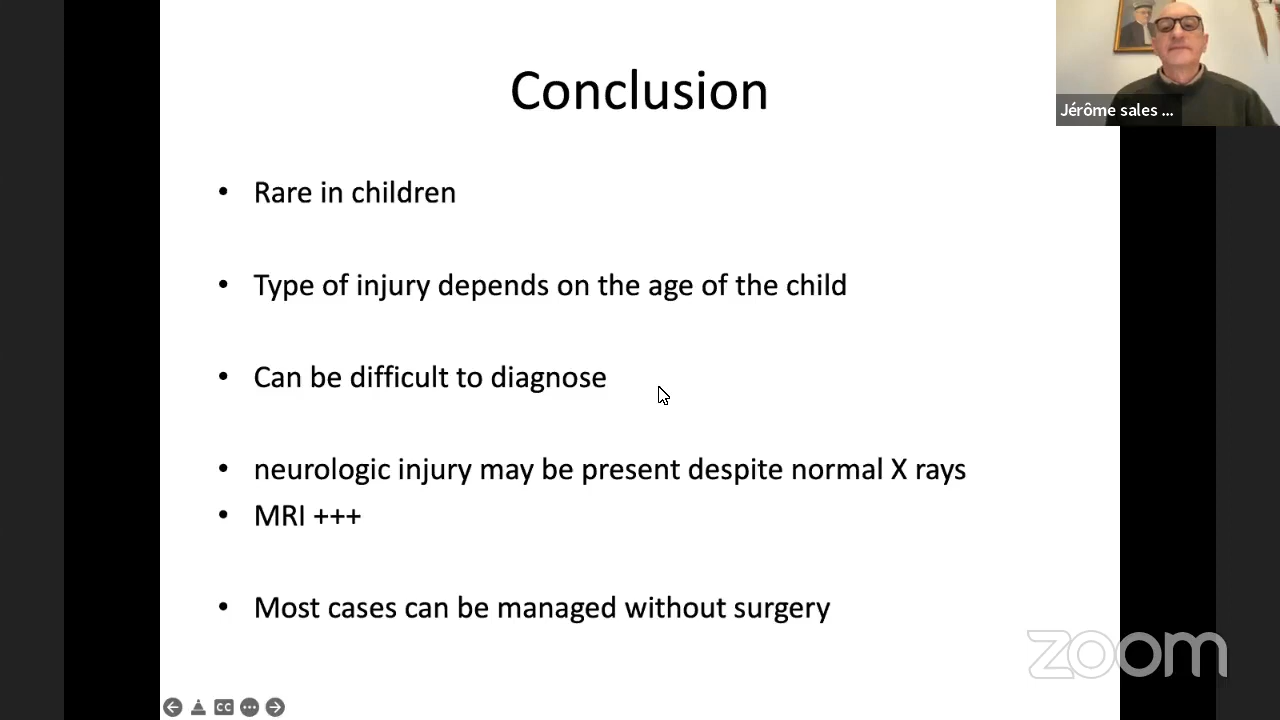 Conclusion
Jérôme sales ...
• Rare in children
• Type of injury depends on the age of the child
• Can be difficult to diagnose
• neurologic injury may be present despite normal X rays
• MRI +++
• Most cases can be managed without surgery
zoom
CC